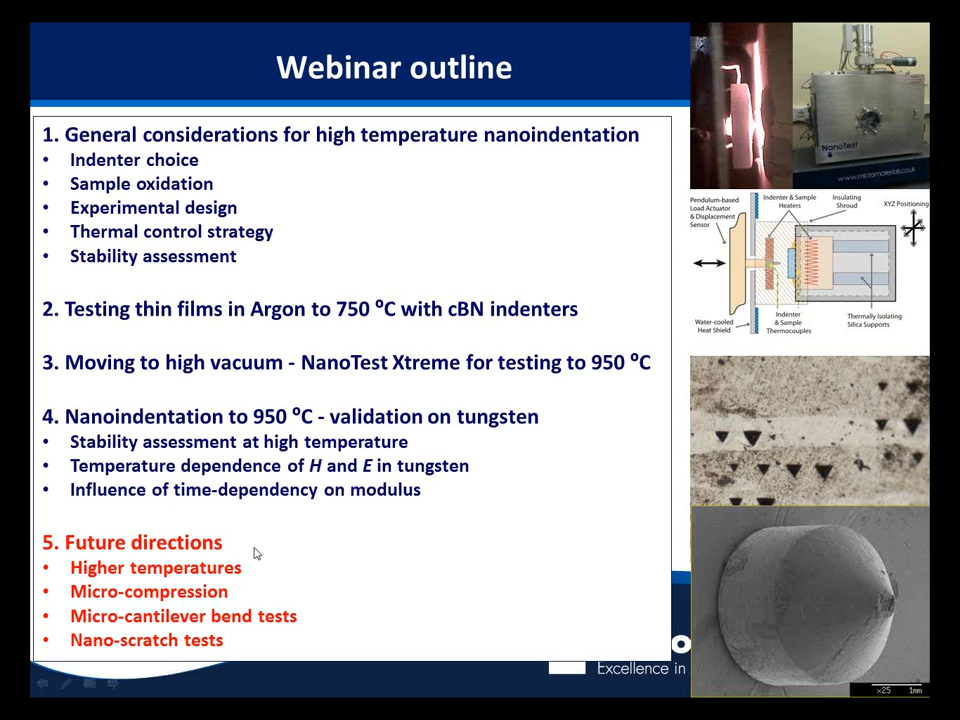 Webinar outline
1. General considerations for high temperature nanoindentation
• Indenter choice
• Sample oxidation
• Experimental design
• Thermal control strategy
• Stability assessment
2. Testing thin films in Argon to 750 ⁰C with cBN indenters
3. Moving to high vacuum - NanoTest Xtreme for testing to 950 ⁰C
4. Nanoindentation to 950 ⁰C - validation on tungsten
• Stability assessment at high temperature
• Temperature dependence of H and E in tungsten
• Influence of time-dependency on modulus
5. Future directions
• Higher temperatures
• Micro-compression
• Micro-cantilever bend tests
• Nano-scratch tests
Excellence in
NanoTest
www.micromaterials.co.uk
Pendulum-based
Load Actuator
& Displacement
Sensor
Indenter & Sample
Heaters
Insulating
Shroud
XYZ Positioning
Water-cooled
Heat Shield
Indenter
& Sample
Thermocouples
Thermally Isolating
Silica Supports
x25 1mm